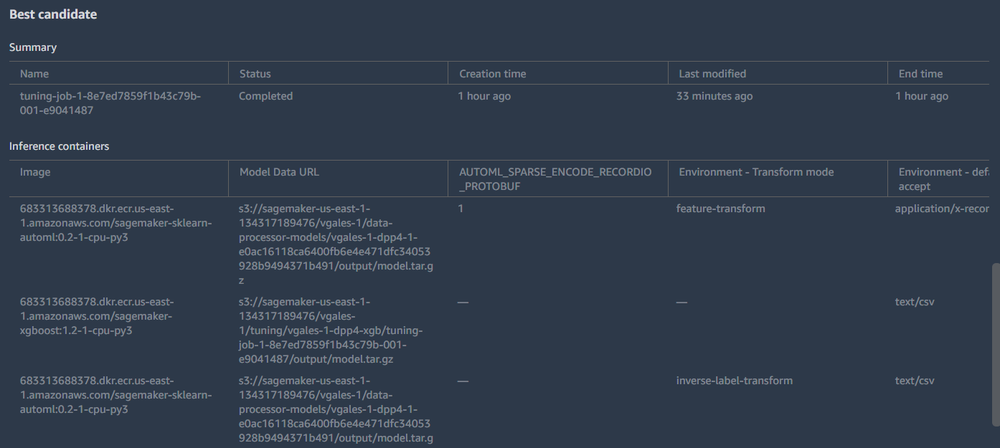 Best candidate
Summary
Name Status Creation time Last modified End time
tuning-job-1-8e7ed7859f1b43c79b- Completed 1 hour ago 33 minutes ago 1 hour ago
001-e9041487
Inference containers
Image Model Data URL AUTOML_SPARSE_ENCODE_RECORDIO Environment - Transform mode Environment - defa
_PROTOBUF accept
683313688378.dkr.ecr.us-east- s3://sagemaker-us-east-1- 1 feature-transform application/x-recor
1.amazonaws.com/sagemaker-sklearn- 134317189476/vgales-1/data-
automl:0.2-1-cpu-py3 processor-models/vgales-1-dpp4-1-
e0ac16118ca6400fb6e4e471dfc34053
928b9494371b491/output/model.tar.g
z
683313688378.dkr.ecr.us-east- s3://sagemaker-us-east-1- — — text/csv
1.amazonaws.com/sagemaker- 134317189476/vgales-
xgboost:1.2-1-cpu-py3 1/tuning/vgales-1-dpp4-xgb/tuning-
job-1-8e7ed7859f1b43c79b-001-
e9041487/output/model.tar.gz
683313688378.dkr.ecr.us-east- s3://sagemaker-us-east-1- — inverse-label-transform text/csv
1.amazonaws.com/sagemaker-sklearn- 134317189476/vgales-1/data-
automl:0.2-1-cpu-py3 processor-models/vgales-1-dpp4-1-
e0ac16118ca6400fb6e4e471dfc34053
928b9494371b491/output/model.tar.g